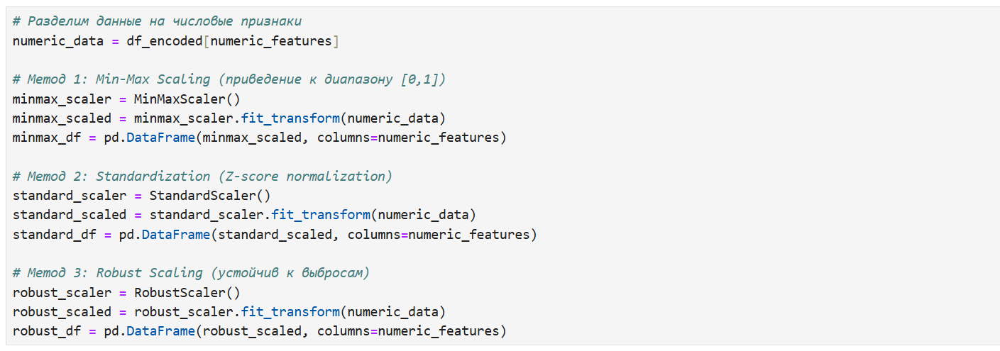 # Разделим данные на числовые признаки
numeric_data = df_encoded[numeric_features]
# Метод 1: Min-Max Scaling (приведение к диапазону [0,1])
minmax_scaler = MinMaxScaler()
minmax_scaled = minmax_scaler.fit_transform(numeric_data)
minmax_df = pd.DataFrame(minmax_scaled, columns=numeric_features)
# Метод 2: Standardization (Z-score normalization)
standard_scaler = StandardScaler()
standard_scaled = standard_scaler.fit_transform(numeric_data)
standard_df = pd.DataFrame(standard_scaled, columns=numeric_features)
# Метод 3: Robust Scaling (устойчив к выбросам)
robust_scaler = RobustScaler()
robust_scaled = robust_scaler.fit_transform(numeric_data)
robust_df = pd.DataFrame(robust_scaled, columns=numeric_features)